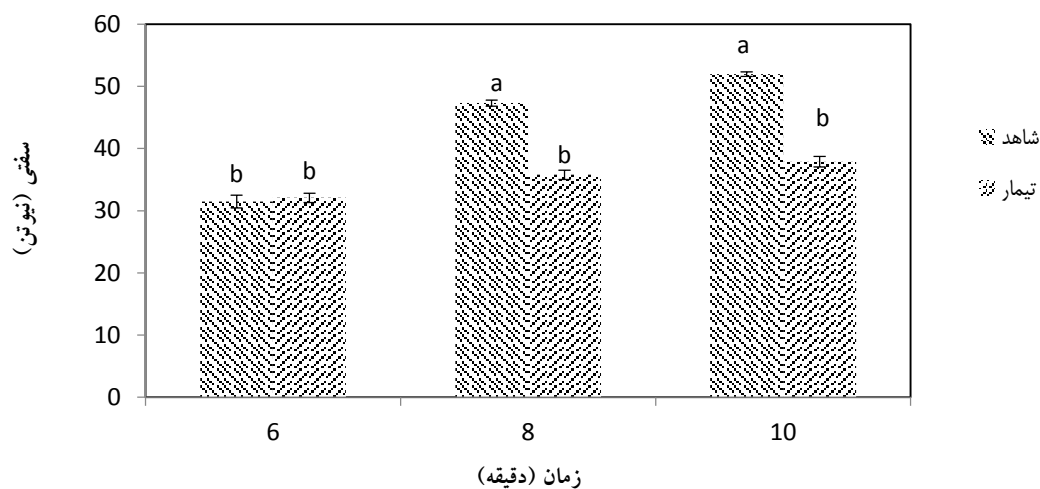 60
50
40
30
20
10
0
سفتی (نیوتن)
b
b
a
b
a
b
6
8
10
زمان (دقیقه)
شاهد
تیمار